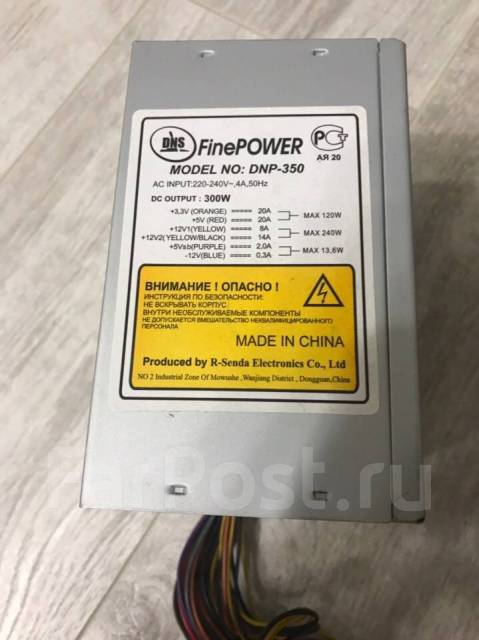 DNS FinePOWER
АЯ 20
MODEL NO: DNP-350
AC INPUT:220-240V~,4A,50Hz
DC OUTPUT : 300W
+3,3V (ORANGE) ===== 20A
+5V (RED) ===== 20A
MAX 120W
+12V1(YELLOW) ===== 8A
+12V2(YELLOW/BLACK) ===== 14A
MAX 240W
+5Vsb(PURPLE) ===== 2,0A
-12V(BLUE) ===== 0,3A
MAX 13,6W
ВНИМАНИЕ ! ОПАСНО !
ИНСТРУКЦИЯ ПО БЕЗОПАСНОСТИ:
НЕ ВСКРЫВАТЬ КОРПУС
ВНУТРИ НЕОБСЛУЖИВАЕМЫЕ КОМПОНЕНТЫ
НЕ ДОПУСКАЕТСЯ ВМЕШАТЕЛЬСТВО НЕКВАЛИФИЦИРОВАННОГО
ПЕРСОНАЛА
MADE IN CHINA
Produced by R-Senda Electronics Co., Ltd
NO 2 Industrial Zone Of Mowushe , Wanjiang District , Dongguan,China
FarPost.ru